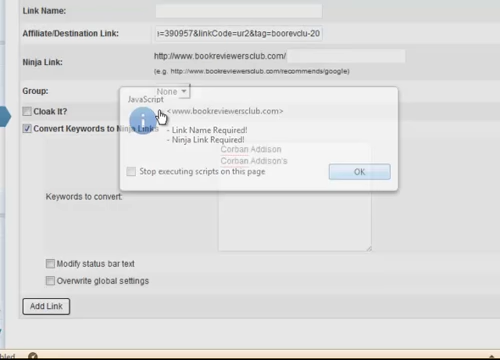 Link Name:
Affiliate/Destination Link: =390957&linkCode=ur2&tag=boorevclu-20
Ninja Link: http://www.bookreviewersclub.com/
(e.g. http://www.bookreviewersclub.com/recommends/google)
Group: None
JavaScript
Cloak It?
<www.bookreviewersclub.com>
Convert Keywords to Ninja Links
- Link Name Required!
- Ninja Link Required!
Corban Addison
Corban Addison's
Stop executing scripts on this page
OK
Keywords to convert.
Modify status bar text
Overwrite global settings
Add Link